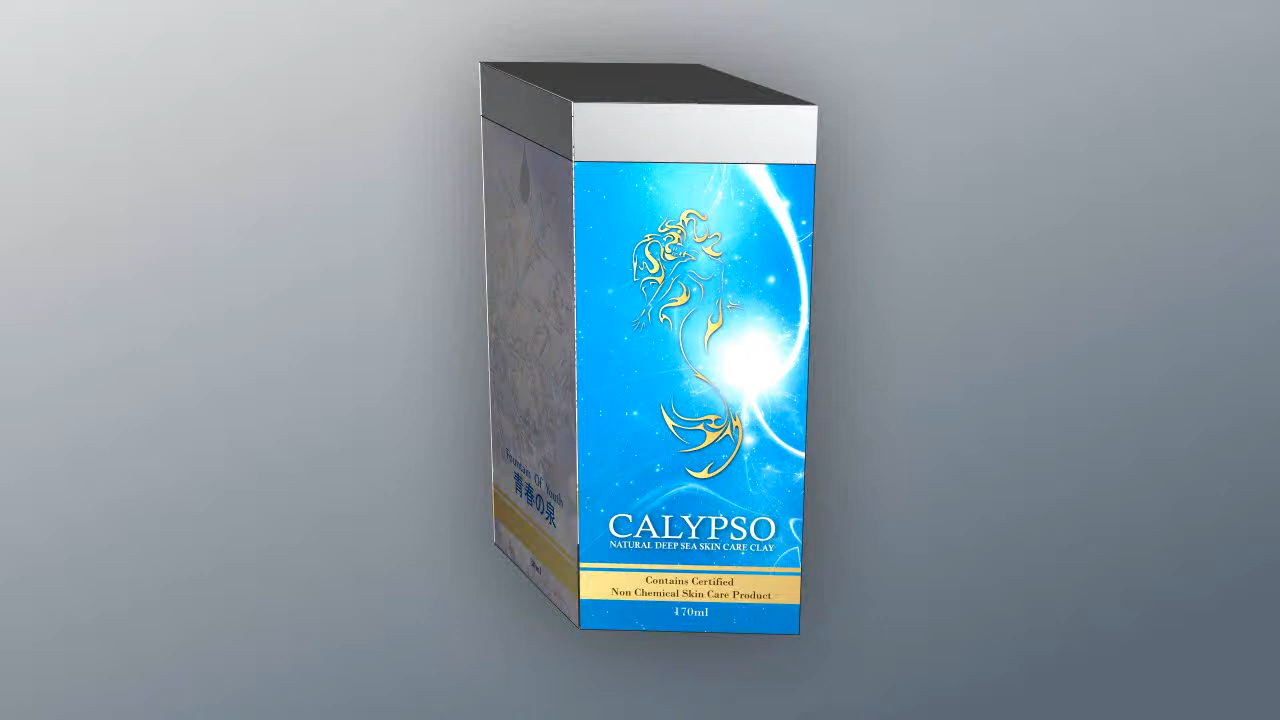 Fountain Of Youth
青春の泉
CALYPSO
NATURAL DEEP SEA SKIN CARE CLAY
Contains Certified
Non Chemical Skin Care Product
170ml